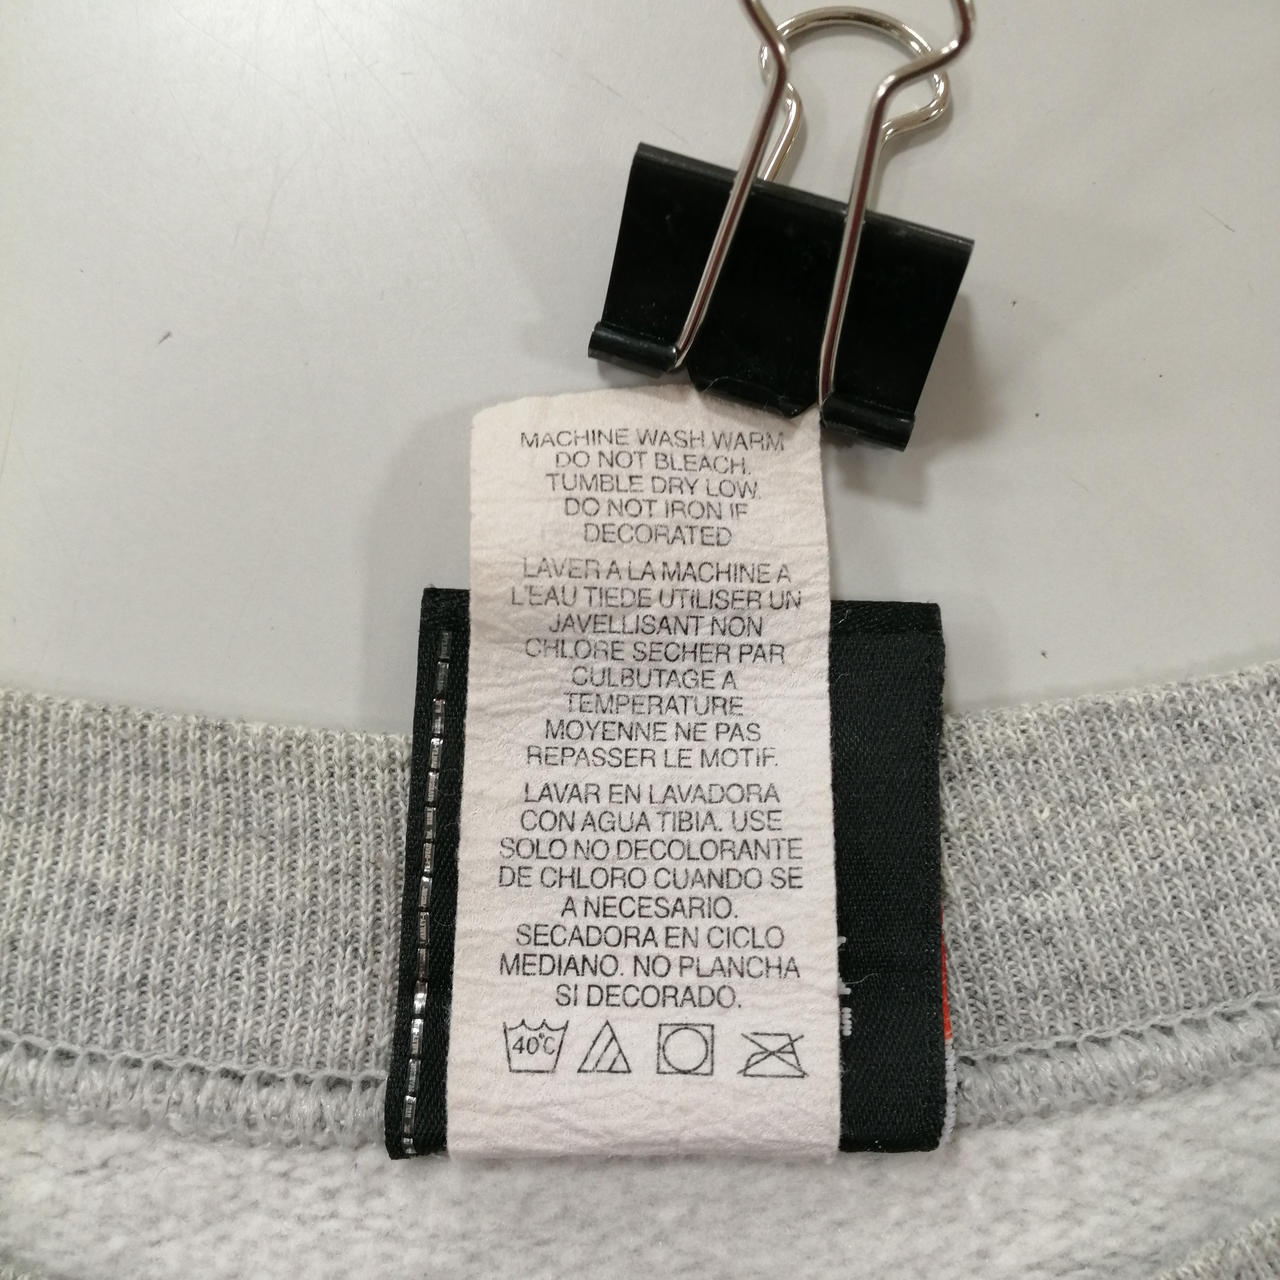 MACHINE WASH WARM
DO NOT BLEACH.
TUMBLE DRY LOW.
DO NOT IRON IF
DECORATED
LAVER A LA MACHINE A
L'EAU TIEDE UTILISER UN
JAVELLISANT NON
CHLORE SECHER PAR
CULBUTAGE A
TEMPERATURE
MOYENNE NE PAS
REPASSER LE MOTIF.
LAVAR EN LAVADORA
CON AGUA TIBIA. USE
SOLO NO DECOLORANTE
DE CHLORO CUANDO SE
A NECESARIO.
SECADORA EN CICLO
MEDIANO. NO PLANCHA
SI DECORADO.
40°C